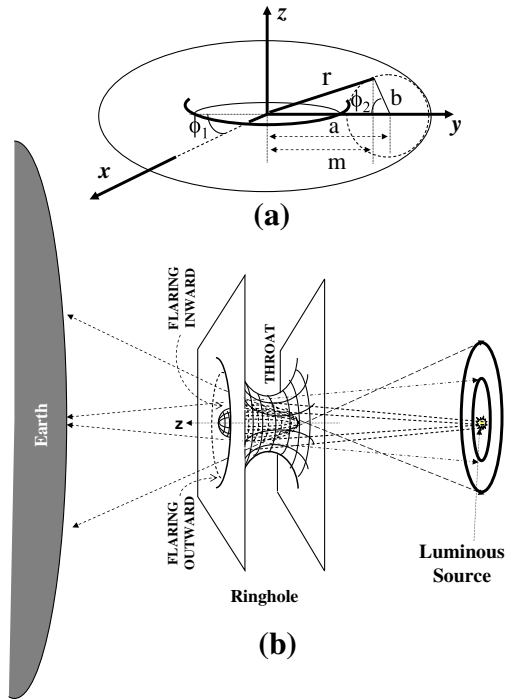 z
r
ϕ2
b
ϕ1
a
y
m
x
(a)
FLARING
INWARD
THROAT
Earth
z
FLARING
OUTWARD
Luminous
Source
Ringhole
(b)